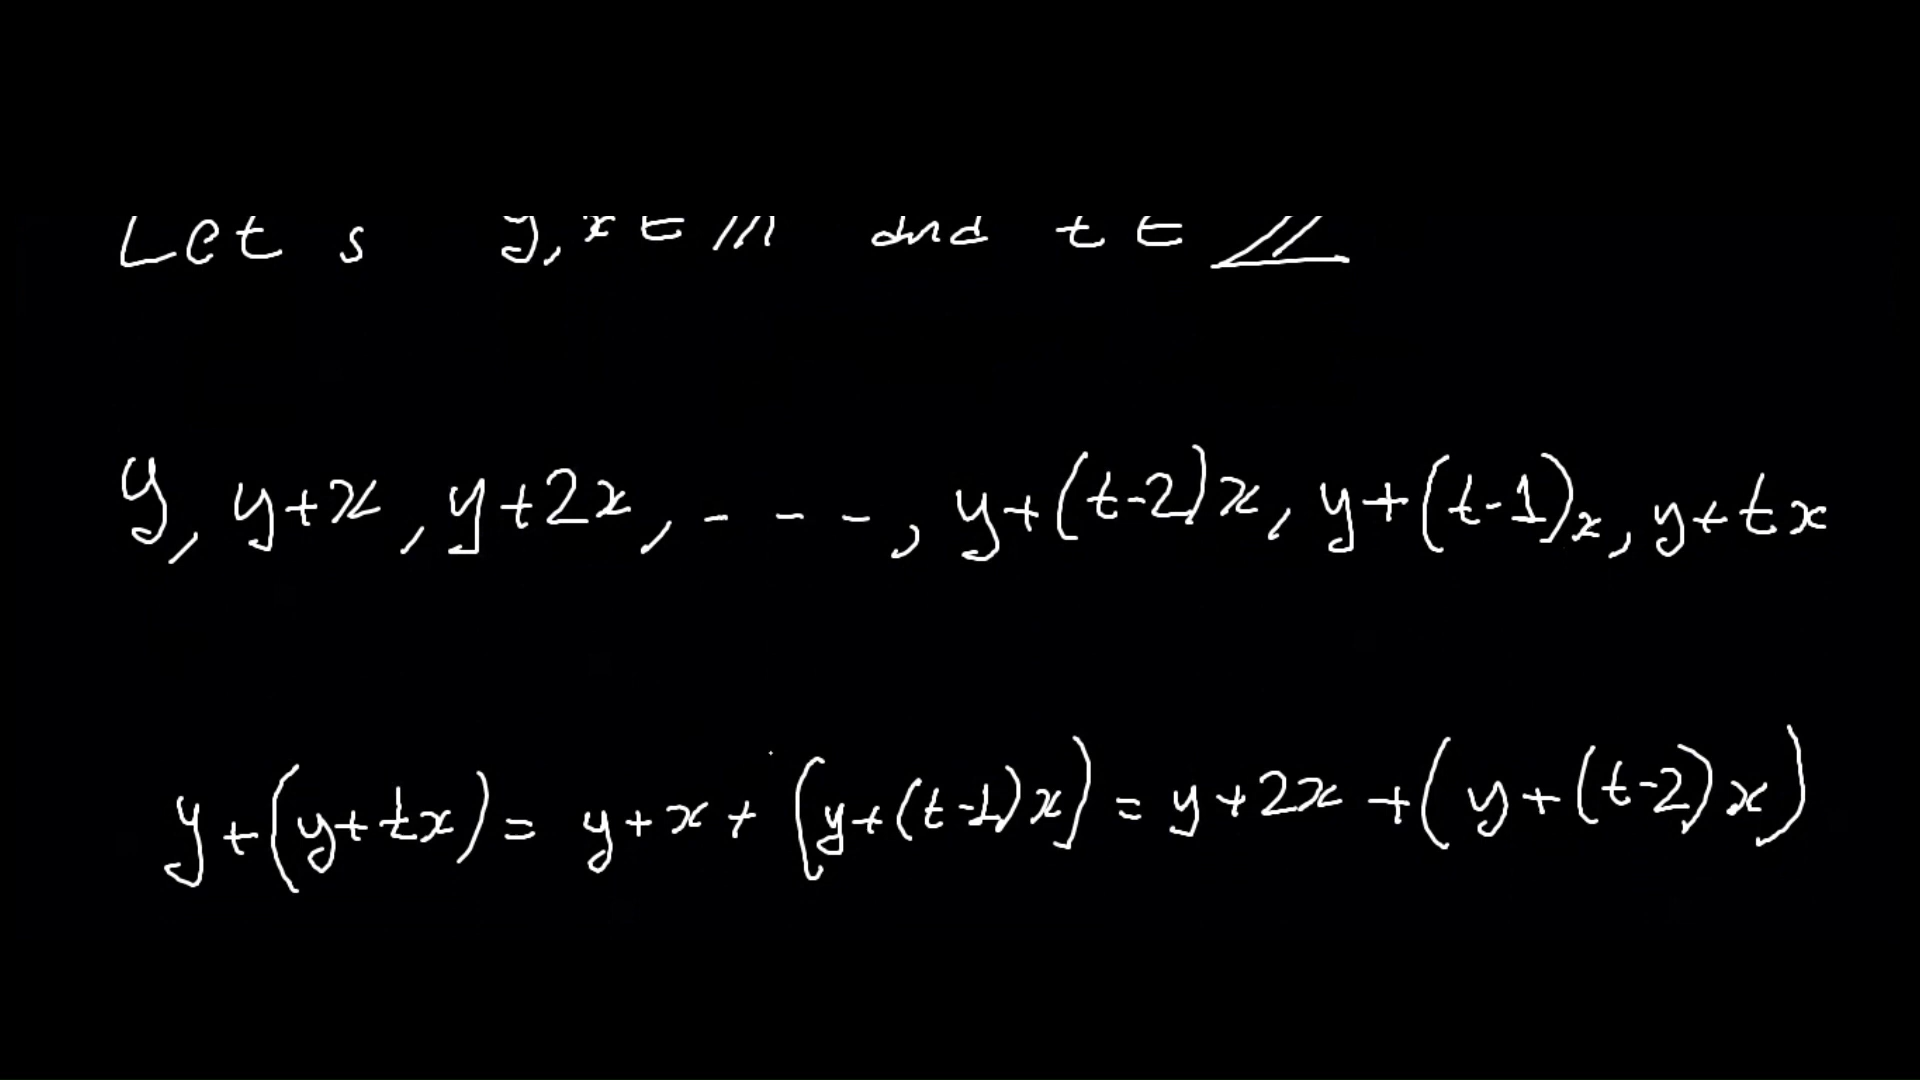 Let s y, x ∈ and t ∈ ℤ
y, y+x, y+2x, - - -, y+(t-2)x, y+(t-1)x, y+tx
y+(y+tx) = y+x+(y+(t-1)x) = y+2x+(y+(t-2)x)